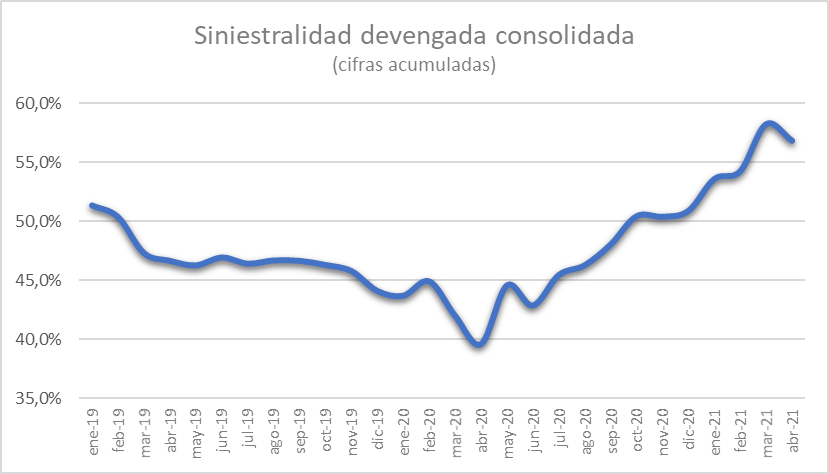 Siniestralidad devengada consolidada
(cifras acumuladas)
60,0%
55,0%
50,0%
45,0%
40,0%
35,0%
ene-19
feb-19
mar-19
abr-19
may-19
jun-19
jul-19
ago-19
sep-19
oct-19
nov-19
dic-19
ene-20
feb-20
mar-20
abr-20
may-20
jun-20
jul-20
ago-20
sep-20
oct-20
nov-20
dic-20
ene-21
feb-21
mar-21
abr-21